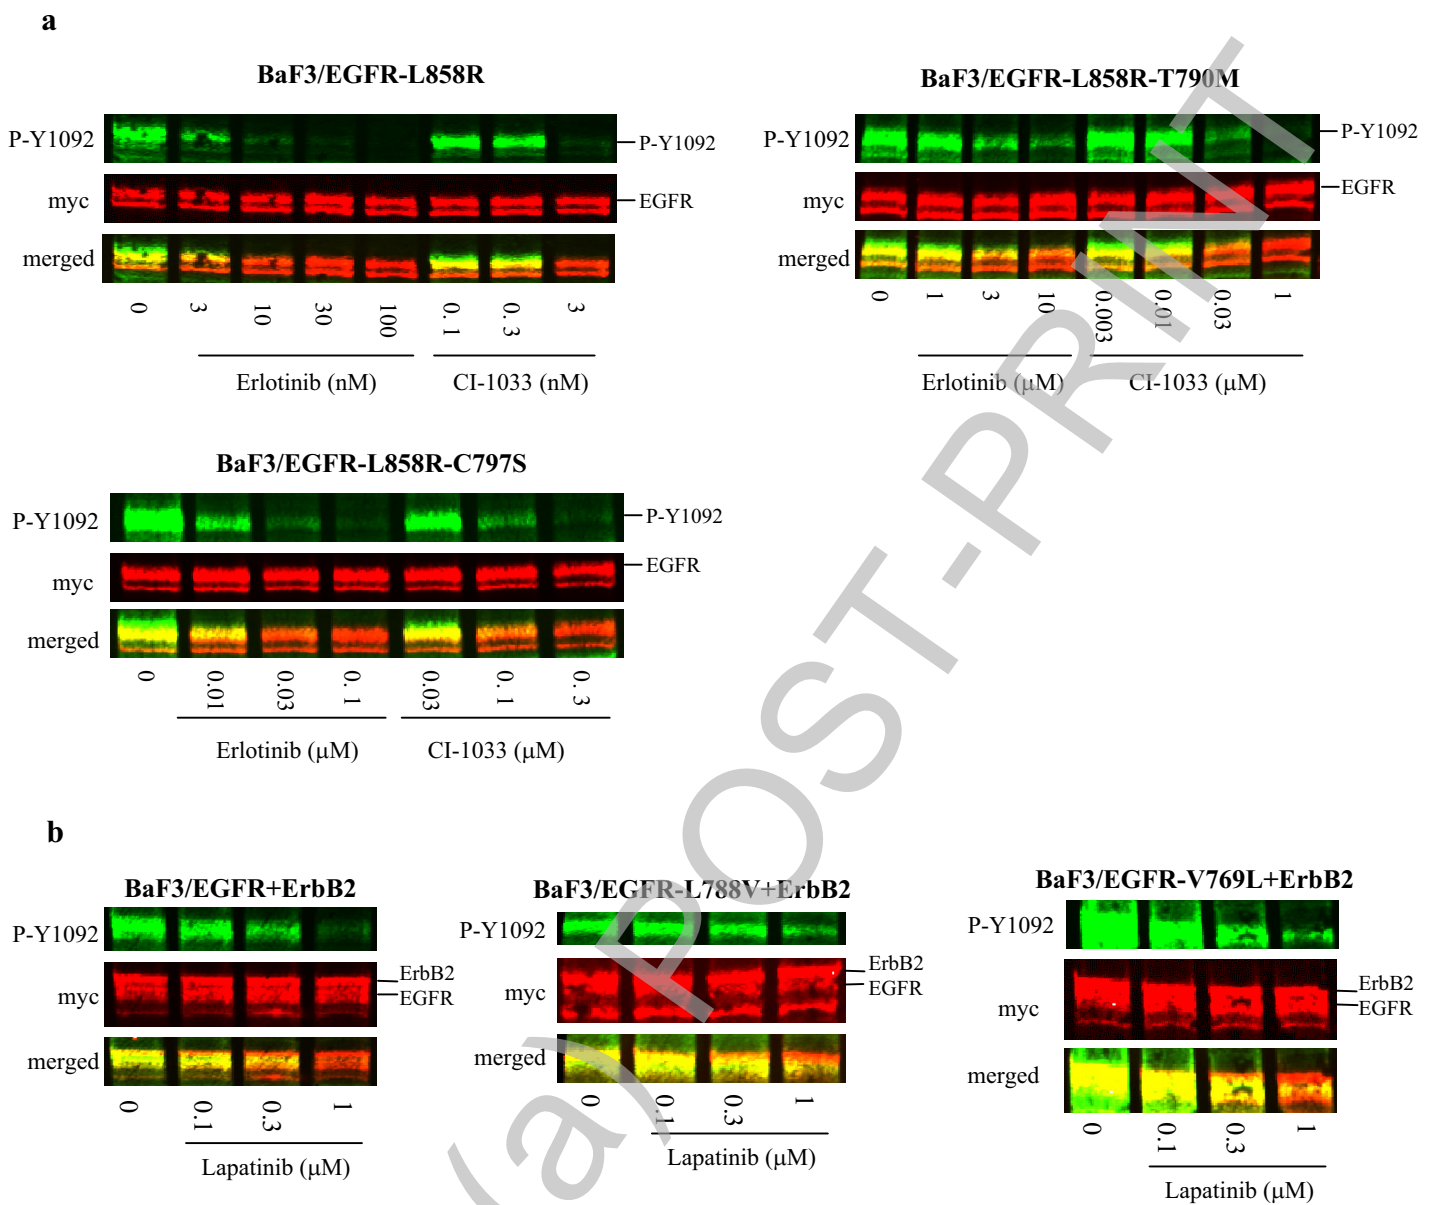 a
BaF3/EGFR-L858R
P-Y1092
P-Y1092
myc
EGFR
merged
0 3 10 30 100 0.1 0.3 3
Erlotinib (nM) CI-1033 (nM)
BaF3/EGFR-L858R-T790M
P-Y1092
P-Y1092
myc
EGFR
merged
0 1 3 10 0.003 0.01 0.03 1
Erlotinib (μM) CI-1033 (μM)
BaF3/EGFR-L858R-C797S
P-Y1092
P-Y1092
myc
EGFR
merged
0 0.01 0.03 0.1 0.03 0.1 0.3
Erlotinib (μM) CI-1033 (μM)
b
BaF3/EGFR+ErbB2
P-Y1092
myc
ErbB2
EGFR
merged
0 0.1 0.3 1
Lapatinib (μM)
BaF3/EGFR-L788V+ErbB2
P-Y1092
myc
ErbB2
EGFR
merged
0 0.1 0.3 1
Lapatinib (μM)
BaF3/EGFR-V769L+ErbB2
P-Y1092
myc
ErbB2
EGFR
merged
0 0.1 0.3 1
Lapatinib (μM)
(a) POST-PRINT